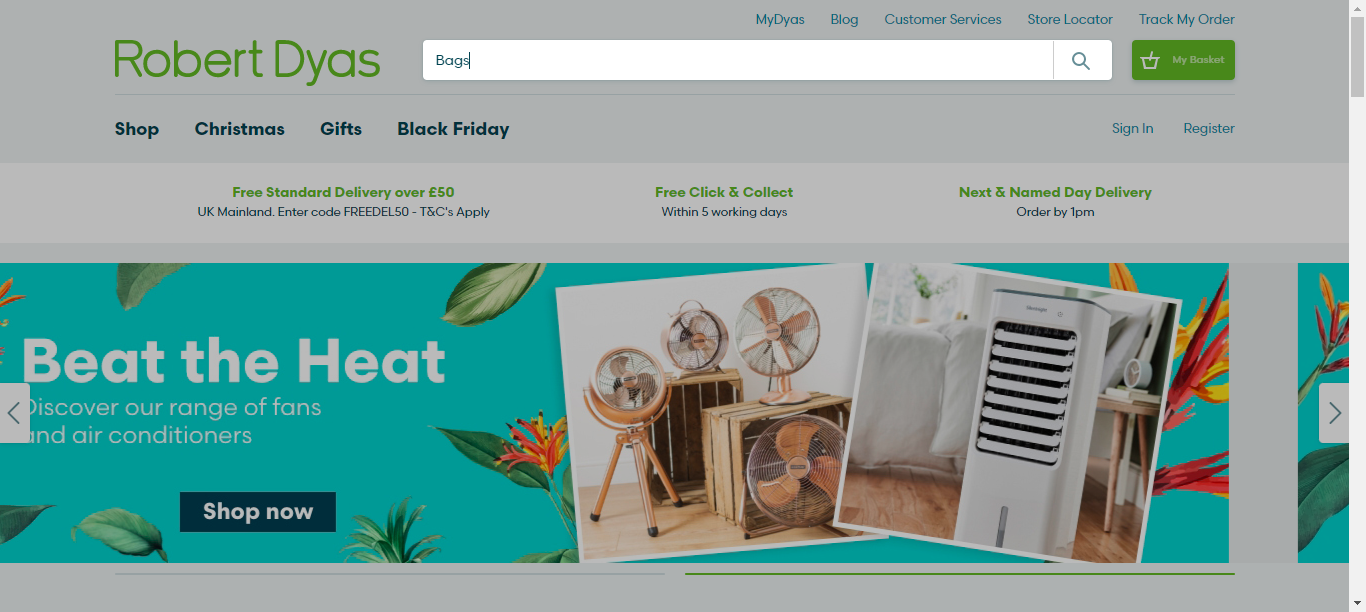 MyDyas Blog Customer Services Store Locator Track My Order
Robert Dyas
Bags
My Basket
Shop Christmas Gifts Black Friday
Sign In Register
Free Standard Delivery over £50
UK Mainland. Enter code FREEDEL50 - T&C's Apply
Free Click & Collect
Within 5 working days
Next & Named Day Delivery
Order by 1pm
Beat the Heat
Discover our range of fans
and air conditioners
Shop now